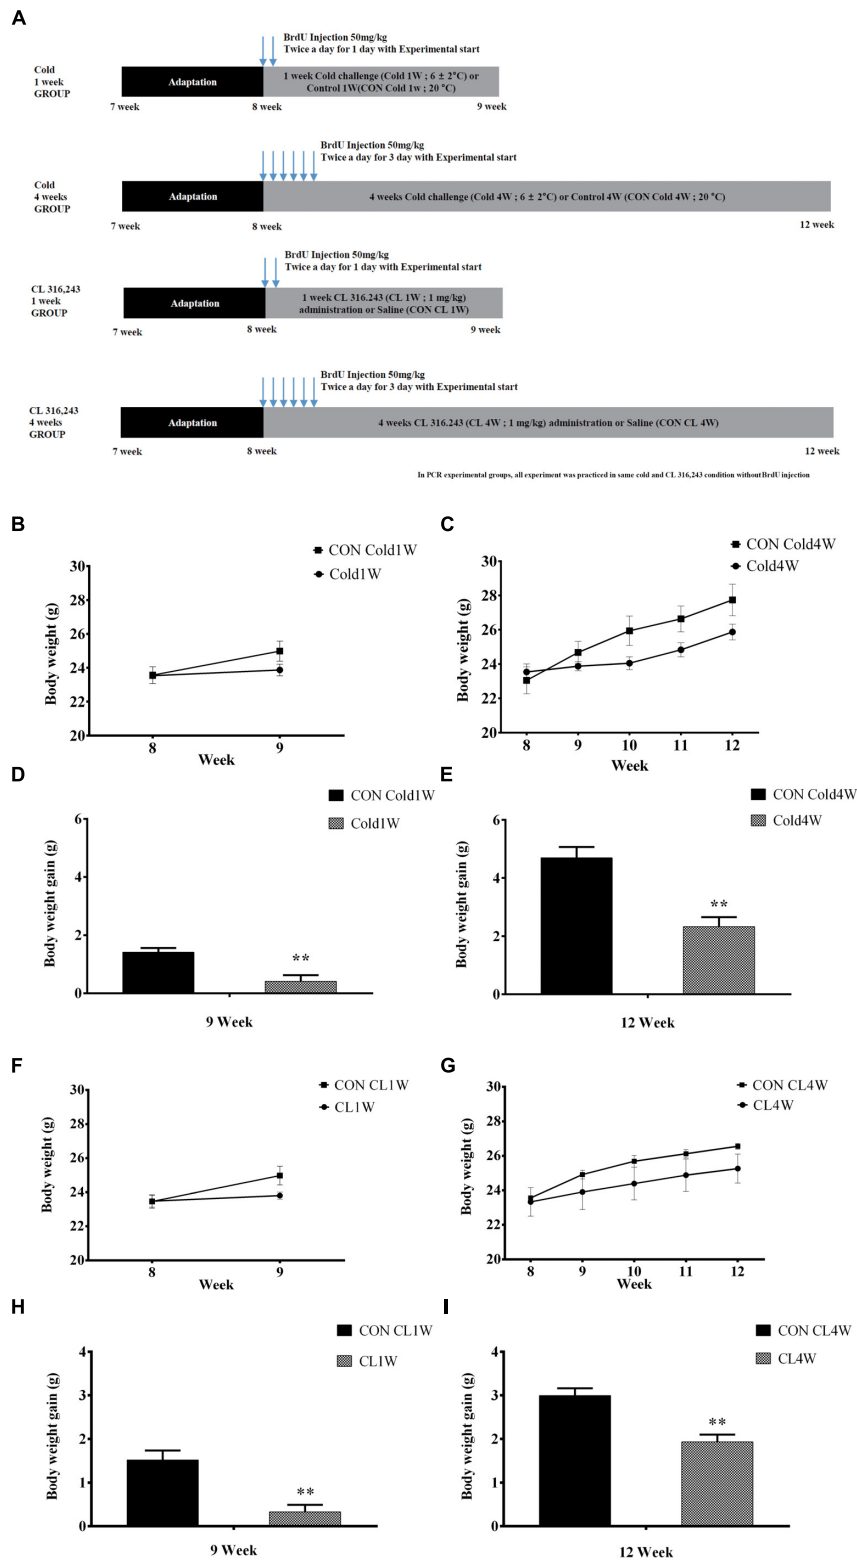 A
BrdU Injection 50mg/kg
Twice a day for 1 day with Experimental start
Cold
1 week
GROUP
Adaptation
1 week Cold challenge (Cold 1W ; 6 ± 2°C) or
Control 1W(CON Cold 1w ; 20 °C)
7 week
8 week
9 week
BrdU Injection 50mg/kg
Twice a day for 3 day with Experimental start
Cold
4 weeks
GROUP
Adaptation
4 weeks Cold challenge (Cold 4W ; 6 ± 2°C) or Control 4W (CON Cold 4W ; 20 °C)
7 week
8 week
12 week
BrdU Injection 50mg/kg
Twice a day for 1 day with Experimental start
CL 316,243
1 week
GROUP
Adaptation
1 week CL 316.243 (CL 1W ; 1 mg/kg)
administration or Saline (CON CL 1W)
7 week
8 week
9 week
BrdU Injection 50mg/kg
Twice a day for 3 day with Experimental start
CL 316,243
4 weeks
GROUP
Adaptation
4 weeks CL 316.243 (CL 4W ; 1 mg/kg) administration or Saline (CON CL 4W)
7 week
8 week
12 week
In PCR experimental groups, all experiment was practiced in same cold and CL 316,243 condition without BrdU injection
B
CON Cold1W
Cold1W
Body weight (g)
30
28
26
24
22
20
8
9
Week
C
CON Cold4W
Cold4W
Body weight (g)
30
28
26
24
22
20
8
9
10
11
12
Week
D
CON Cold1W
Cold1W
Body weight gain (g)
6
4
2
0
**
9 Week
E
CON Cold4W
Cold4W
Body weight gain (g)
6
4
2
0
**
12 Week
F
CON CL1W
CL1W
Body weight (g)
30
28
26
24
22
20
8
9
Week
G
CON CL4W
CL4W
Body weight (g)
30
28
26
24
22
20
8
9
10
11
12
Week
H
CON CL1W
CL1W
Body weight gain (g)
4
3
2
1
0
**
9 Week
I
CON CL4W
CL4W
Body weight gain (g)
4
3
2
1
0
**
12 Week